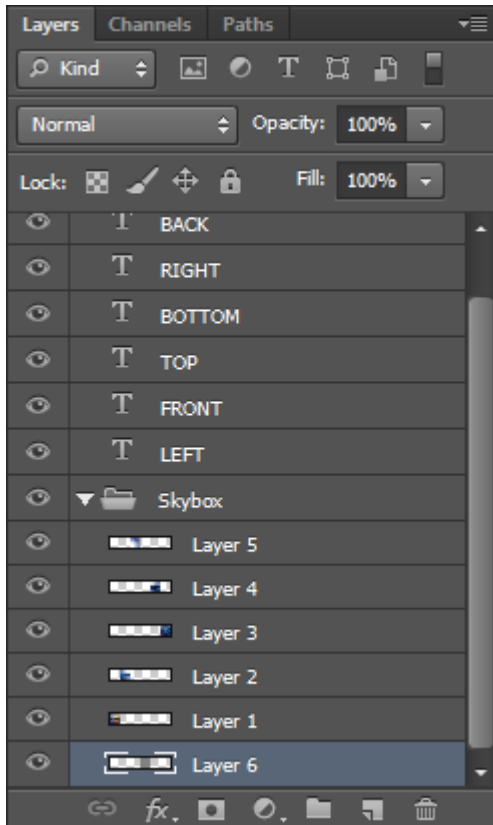 Layers Channels Paths
Kind T
Normal Opacity: 100%
Lock: Fill: 100%
T BACK
T RIGHT
T BOTTOM
T TOP
T FRONT
T LEFT
Skybox
Layer 5
Layer 4
Layer 3
Layer 2
Layer 1
Layer 6
fx.